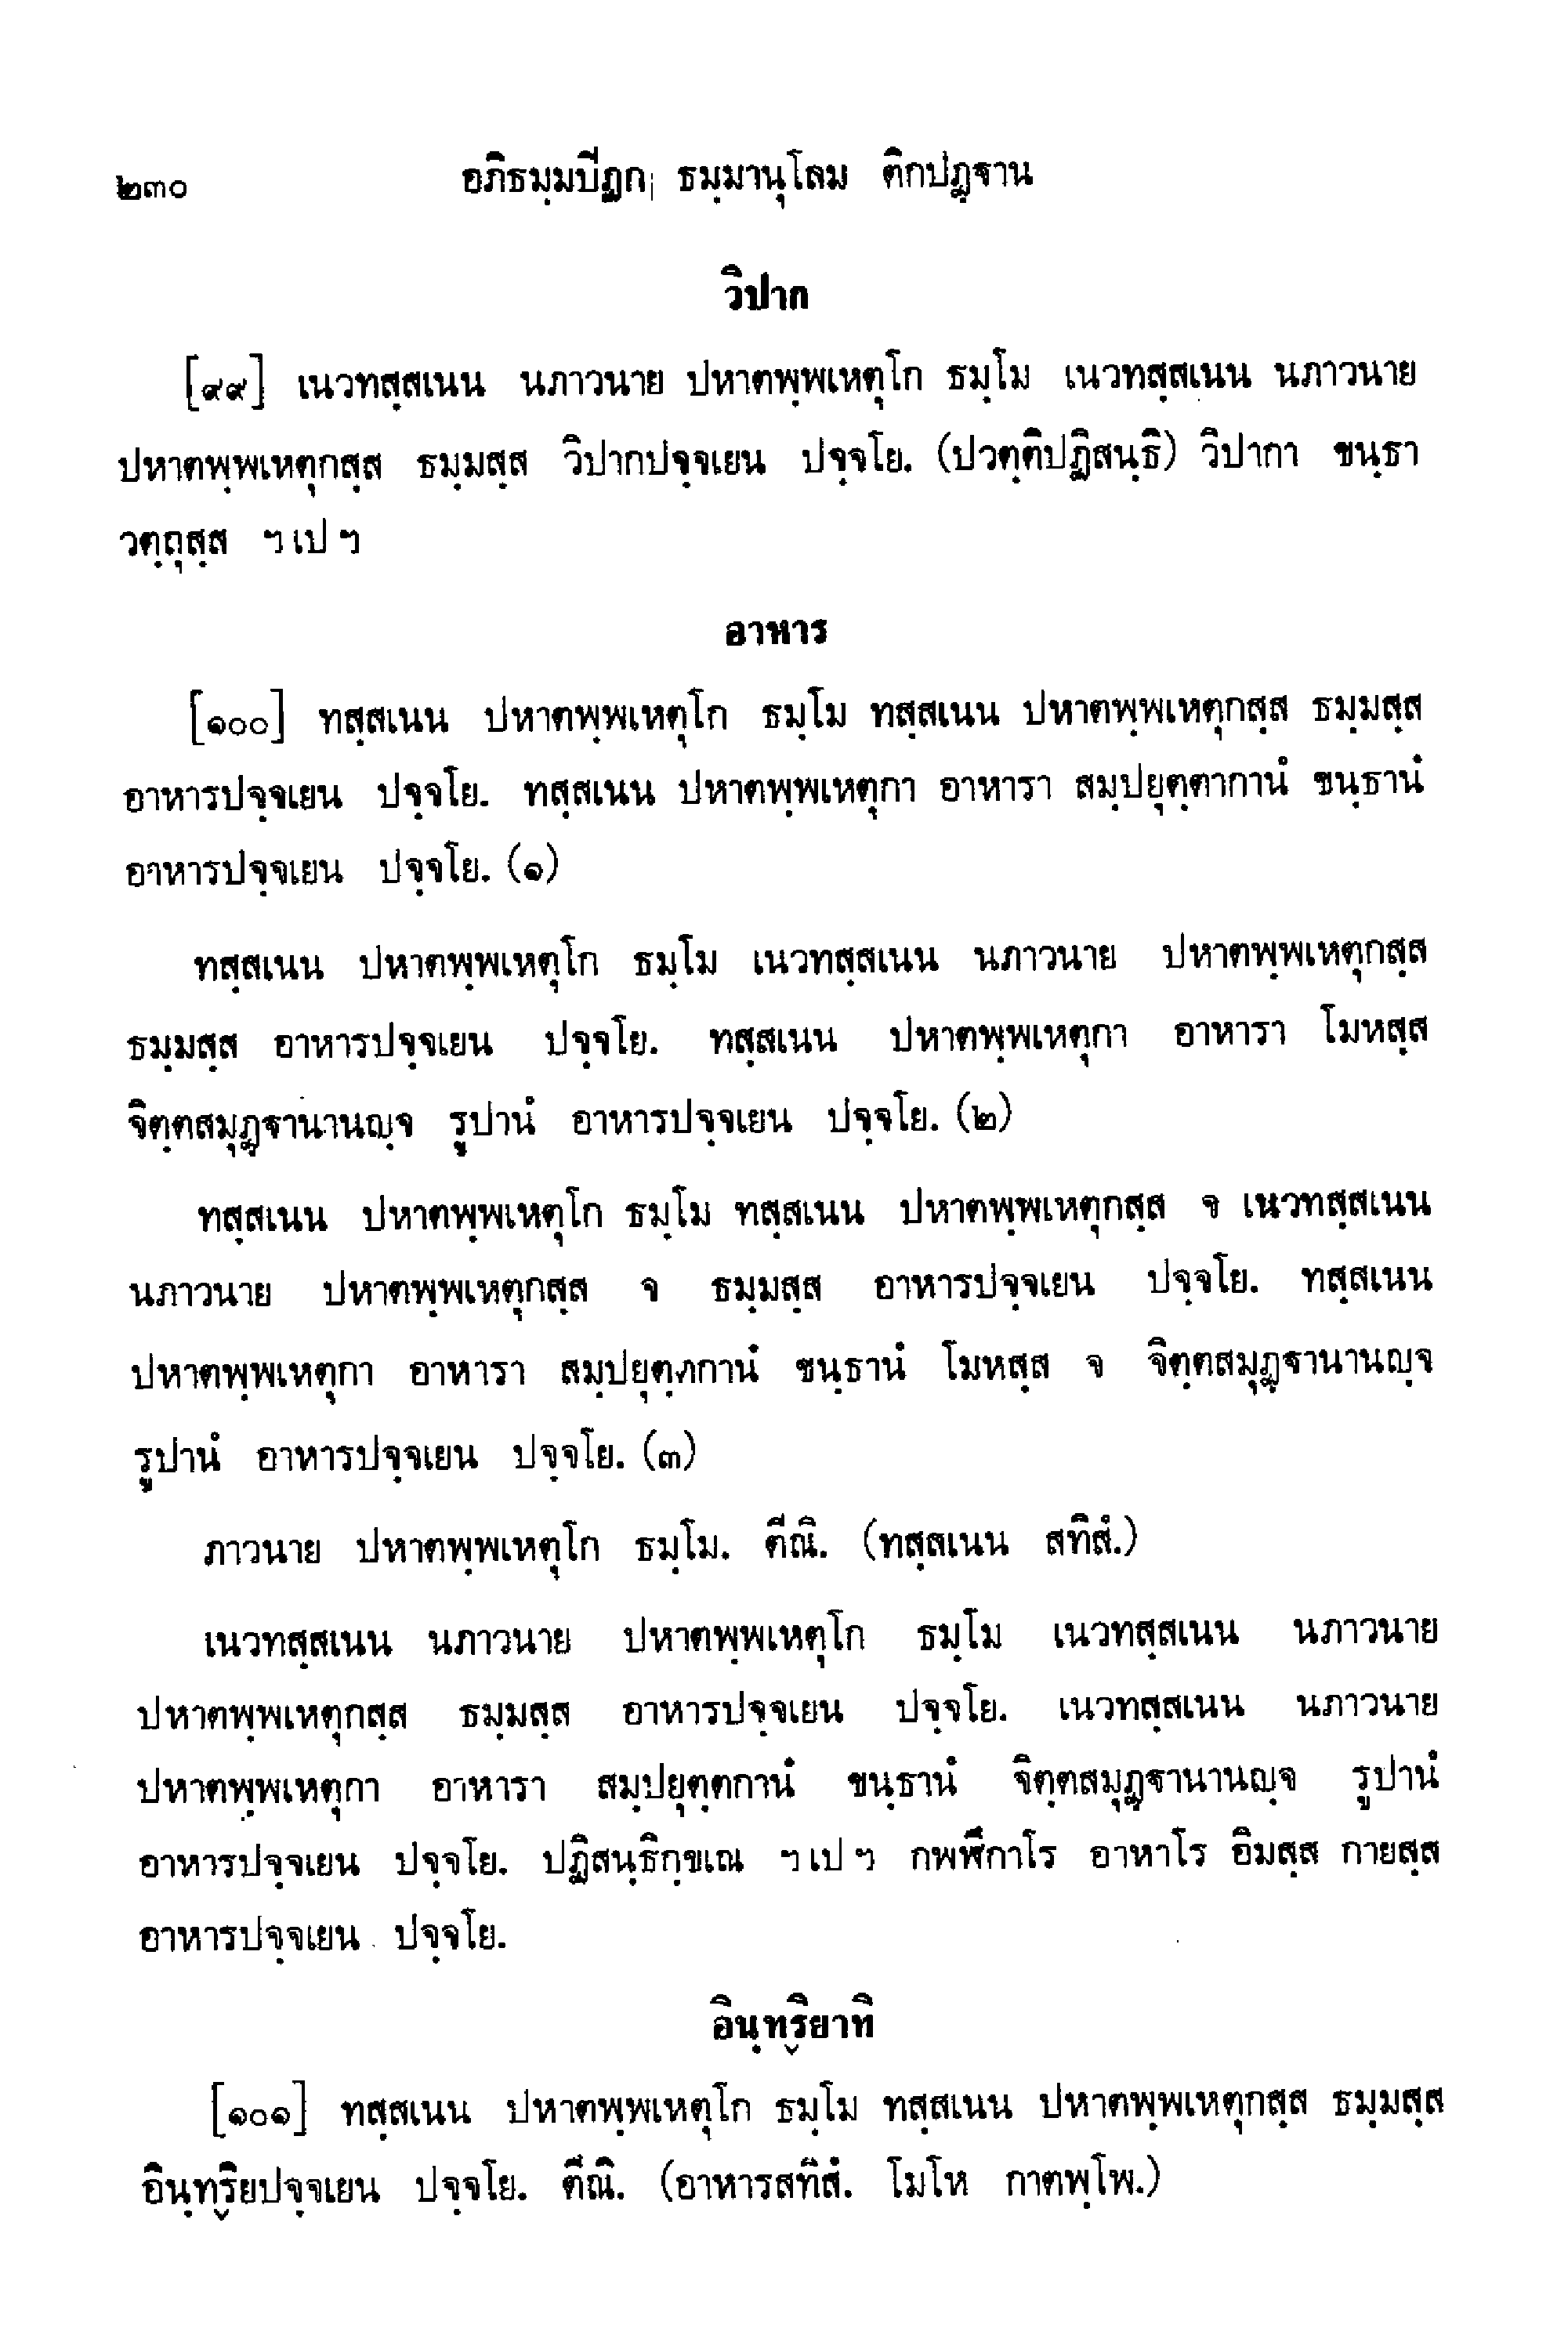 ๒๓๐ อภิธมฺมปิฏก ธมฺมานุโลม ติกปฏฺฐาน
วิปาก
[๙๙] เนวทสฺสเนน นภาวนาย ปหาตพฺพเหตุโก ธมฺโม เนวทสฺสเนน นภาวนาย
ปหาตพฺพเหตุกสฺส ธมฺมสฺส วิปากปจฺจเยน ปจฺจโย. (ปวตฺติปฏิสนฺธิ) วิปากา ขนฺธา
วตฺถุสฺส ฯ เป ฯ
อาหาร
[๑๐๐] ทสฺสเนน ปหาตพฺพเหตุโก ธมฺโม ทสฺสเนน ปหาตพฺพเหตุกสฺส ธมฺมสฺส
อาหารปจฺจเยน ปจฺจโย. ทสฺสเนน ปหาตพฺพเหตุกา อาหารา สมฺปยุตฺตากานํ ขนฺธานํ
อาหารปจฺจเยน ปจฺจโย. (๑)
ทสฺสเนน ปหาตพฺพเหตุโก ธมฺโม เนวทสฺสเนน นภาวนาย ปหาตพฺพเหตุกสฺส
ธมฺมสฺส อาหารปจฺจเยน ปจฺจโย. ทสฺสเนน ปหาตพฺพเหตุกา อาหารา โมหสฺส
จิตฺตสมุฏฺฐานานญฺจ รูปานํ อาหารปจฺจเยน ปจฺจโย. (๒)
ทสฺสเนน ปหาตพฺพเหตุโก ธมฺโม ทสฺสเนน ปหาตพฺพเหตุกสฺส จ เนวทสฺสเนน
นภาวนาย ปหาตพฺพเหตุกสฺส จ ธมฺมสฺส อาหารปจฺจเยน ปจฺจโย. ทสฺสเนน
ปหาตพฺพเหตุกา อาหารา สมฺปยุตฺตกานํ ขนฺธานํ โมหสฺส จ จิตฺตสมุฏฺฐานานญฺจ
รูปานํ อาหารปจฺจเยน ปจฺจโย. (๓)
ภาวนาย ปหาตพฺพเหตุโก ธมฺโม. ตีณิ. (ทสฺสเนน สทิสํ.)
เนวทสฺสเนน นภาวนาย ปหาตพฺพเหตุโก ธมฺโม เนวทสฺสเนน นภาวนาย
ปหาตพฺพเหตุกสฺส ธมฺมสฺส อาหารปจฺจเยน ปจฺจโย. เนวทสฺสเนน นภาวนาย
ปหาตพฺพเหตุกา อาหารา สมฺปยุตฺตกานํ ขนฺธานํ จิตฺตสมุฏฺฐานานญฺจ รูปานํ
อาหารปจฺจเยน ปจฺจโย. ปฏิสนฺธิกฺขเณ ฯ เป ฯ กพฬีกาโร อาหาโร อิมสฺส กายสฺส
อาหารปจฺจเยน ปจฺจโย.
อินฺทฺริยาทิ
[๑๐๑] ทสฺสเนน ปหาตพฺพเหตุโก ธมฺโม ทสฺสเนน ปหาตพฺพเหตุกสฺส ธมฺมสฺส
อินฺทฺริยปจฺจเยน ปจฺจโย. ตีณิ. (อาหารสทิสํ. โมโห กาตพฺโพ.)